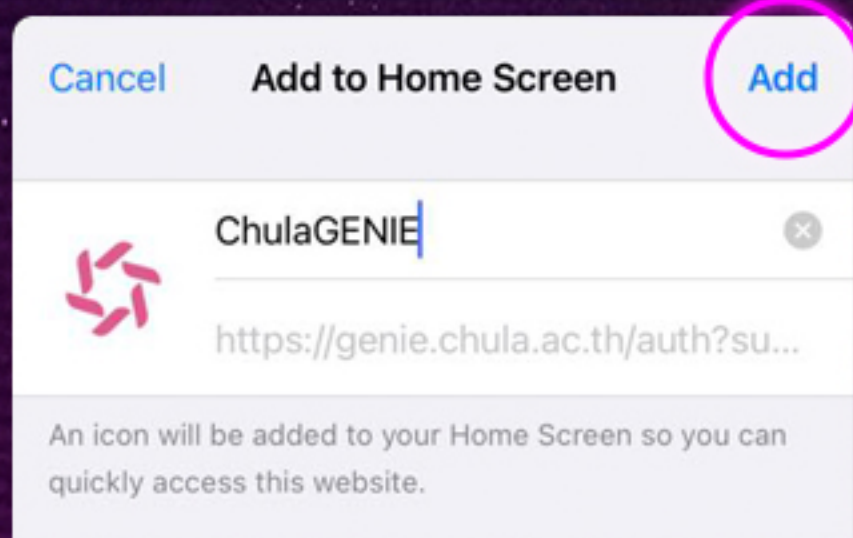 Cancel Add to Home Screen Add
ChulaGENIE
https://genie.chula.ac.th/auth?su...
An icon will be added to your Home Screen so you can
quickly access this website.